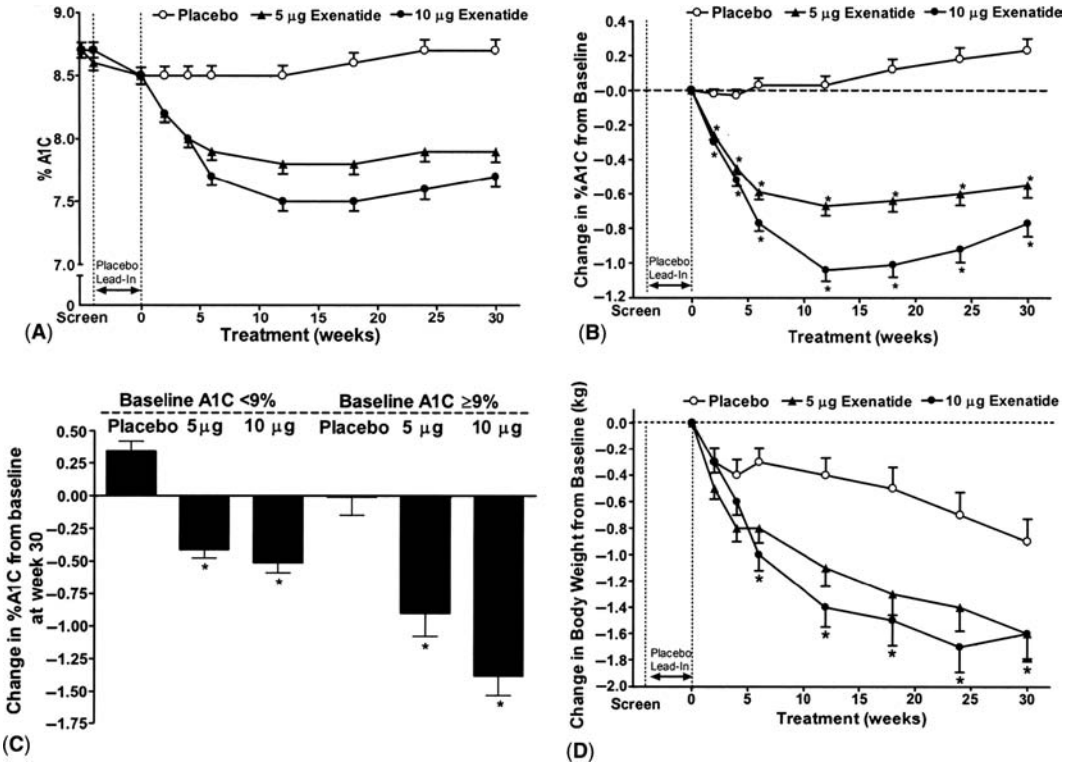 Placebo 5 μg Exenatide 10 μg Exenatide
9.0
8.5
8.0
7.5
7.0
0
% A1C
Placebo
Lead-In
Screen 0 5 10 15 20 25 30
Treatment (weeks)
(A)
Placebo 5 μg Exenatide 10 μg Exenatide
0.4
0.2
–0.0
–0.2
–0.4
–0.6
–0.8
–1.0
–1.2
Change in %A1C from Baseline
* * * * * * *
* * * * * * *
Placebo
Lead-In
Screen 0 5 10 15 20 25 30
Treatment (weeks)
(B)
Baseline A1C <9% Baseline A1C ≥9%
Placebo 5 μg 10 μg Placebo 5 μg 10 μg
0.50
0.25
0.00
–0.25
–0.50
–0.75
–1.00
–1.25
–1.50
–1.75
Change in %A1C from baseline
at week 30
* * * *
(C)
Placebo 5 μg Exenatide 10 μg Exenatide
0.0
–0.2
–0.4
–0.6
–0.8
–1.0
–1.2
–1.4
–1.6
–1.8
–2.0
Change in Body Weight from Baseline (kg)
* * * * *
Placebo
Lead-In
Screen 0 5 10 15 20 25 30
Treatment (weeks)
(D)